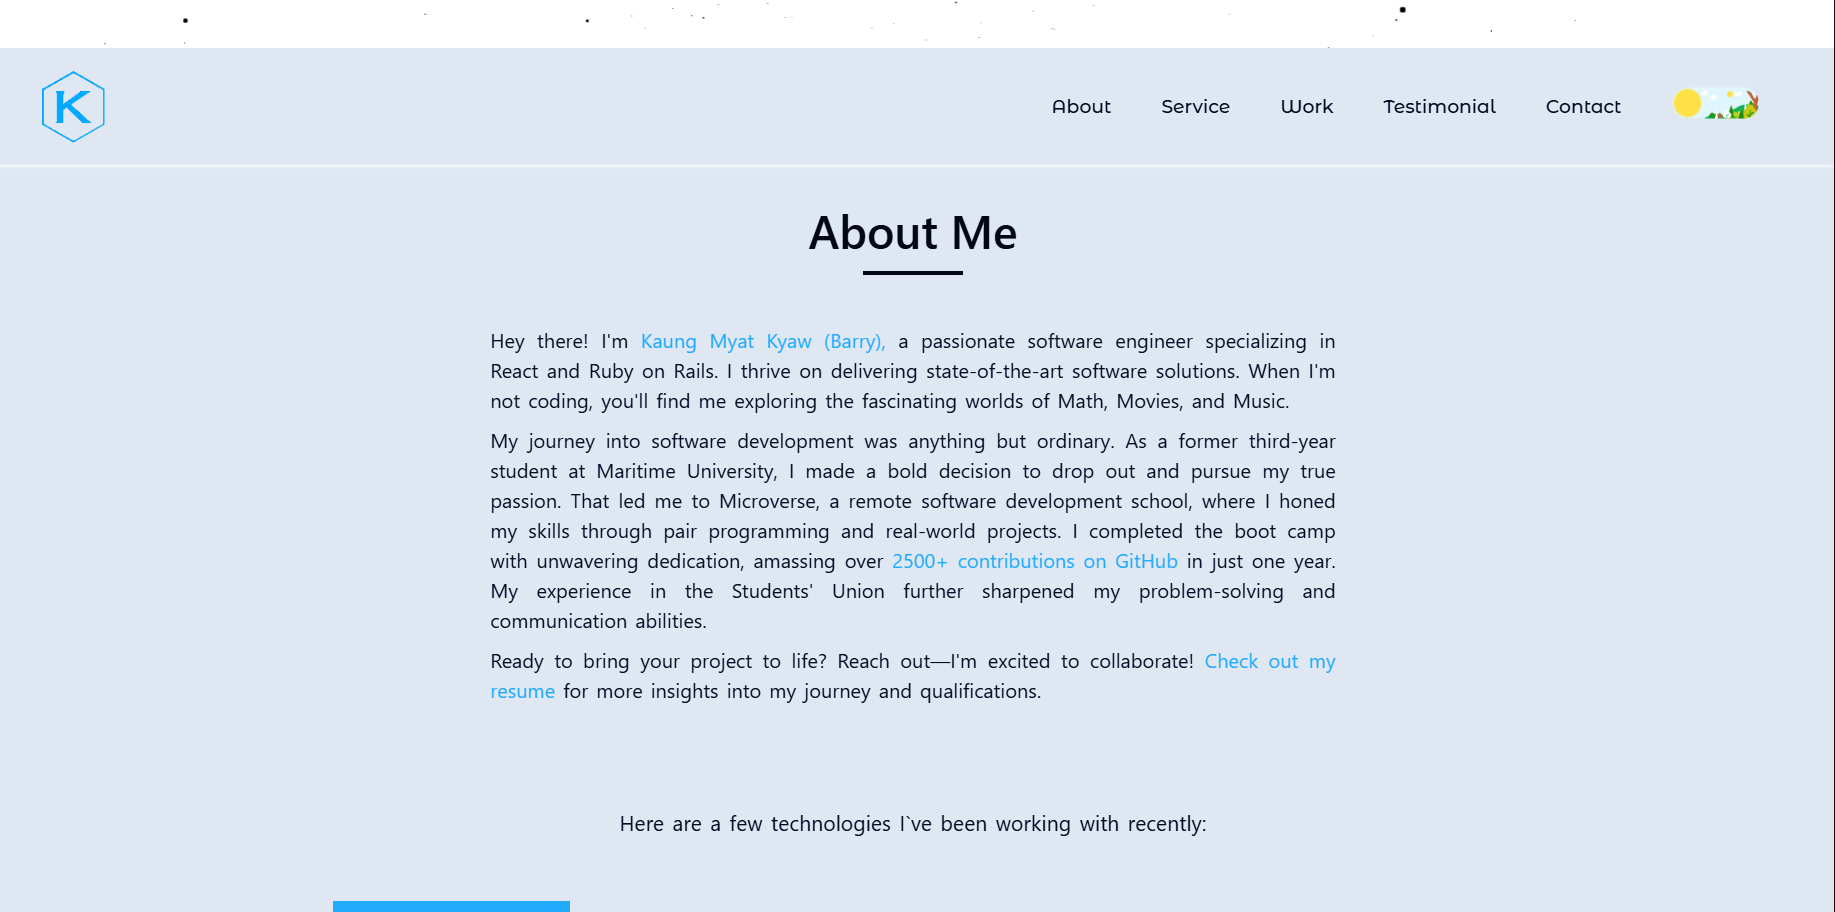 K
About Service Work Testimonial Contact
About Me
Hey there! I'm Kaung Myat Kyaw (Barry), a passionate software engineer specializing in
React and Ruby on Rails. I thrive on delivering state-of-the-art software solutions. When I'm
not coding, you'll find me exploring the fascinating worlds of Math, Movies, and Music.
My journey into software development was anything but ordinary. As a former third-year
student at Maritime University, I made a bold decision to drop out and pursue my true
passion. That led me to Microverse, a remote software development school, where I honed
my skills through pair programming and real-world projects. I completed the boot camp
with unwavering dedication, amassing over 2500+ contributions on GitHub in just one year.
My experience in the Students' Union further sharpened my problem-solving and
communication abilities.
Ready to bring your project to life? Reach out—I'm excited to collaborate! Check out my
resume for more insights into my journey and qualifications.
Here are a few technologies I`ve been working with recently: